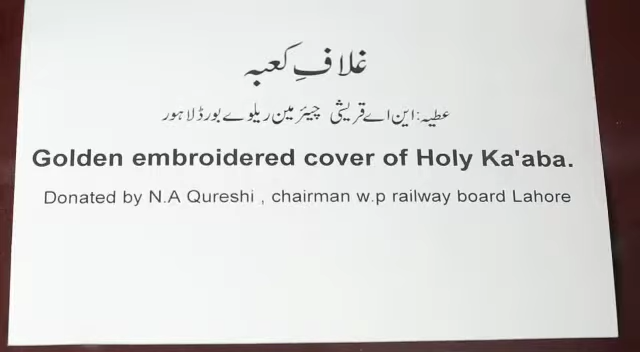 غلافِ کعبہ
عطیہ: این اے قریشی چیئرمین ریلوے بورڈ لاہور
Golden embroidered cover of Holy Ka'aba.
Donated by N.A Qureshi , chairman w.p railway board Lahore